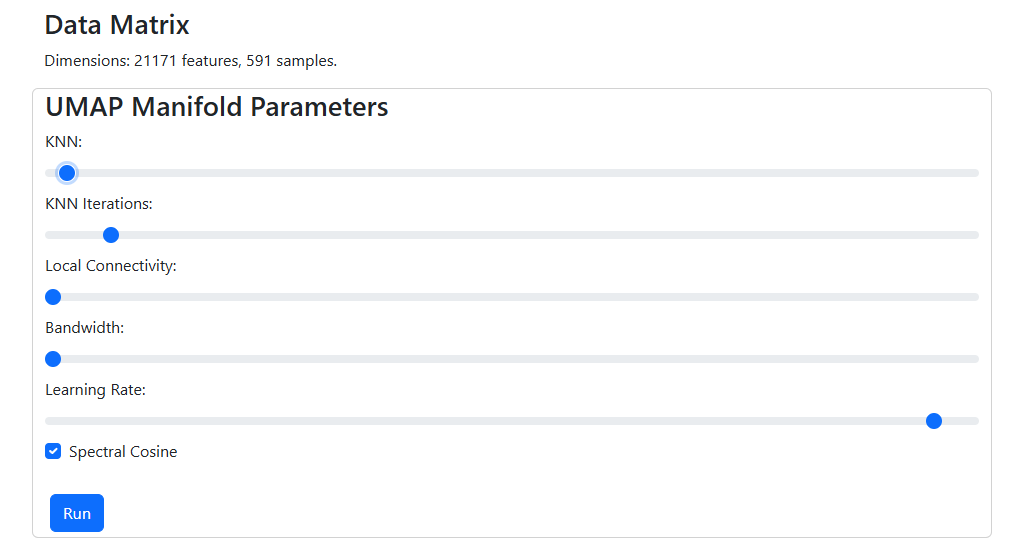 Data Matrix
Dimensions: 21171 features, 591 samples.
UMAP Manifold Parameters
KNN:
KNN Iterations:
Local Connectivity:
Bandwidth:
Learning Rate:
Spectral Cosine
Run